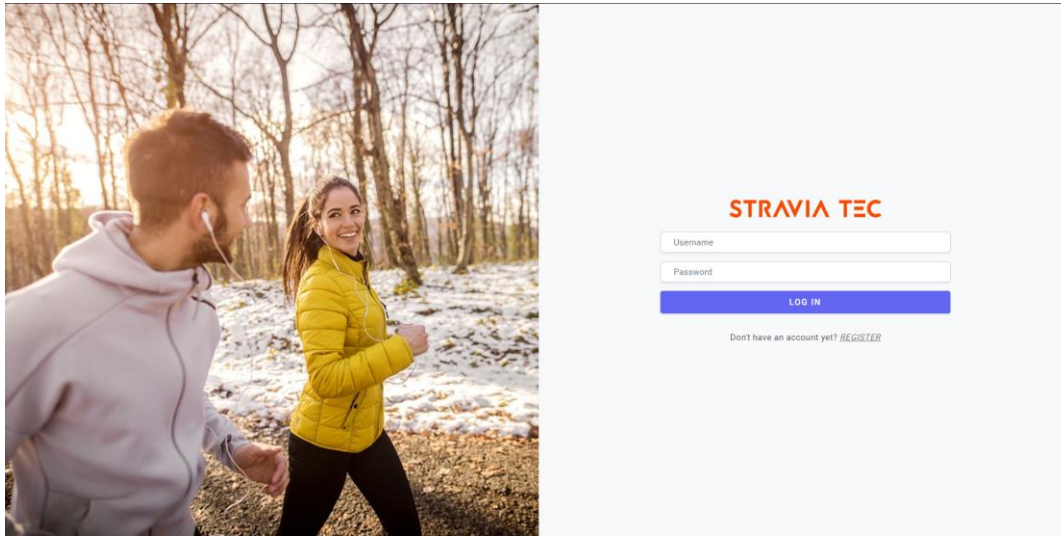 STRAVIA TEC
Username
Password
LOG IN
Don't have an account yet? REGISTER